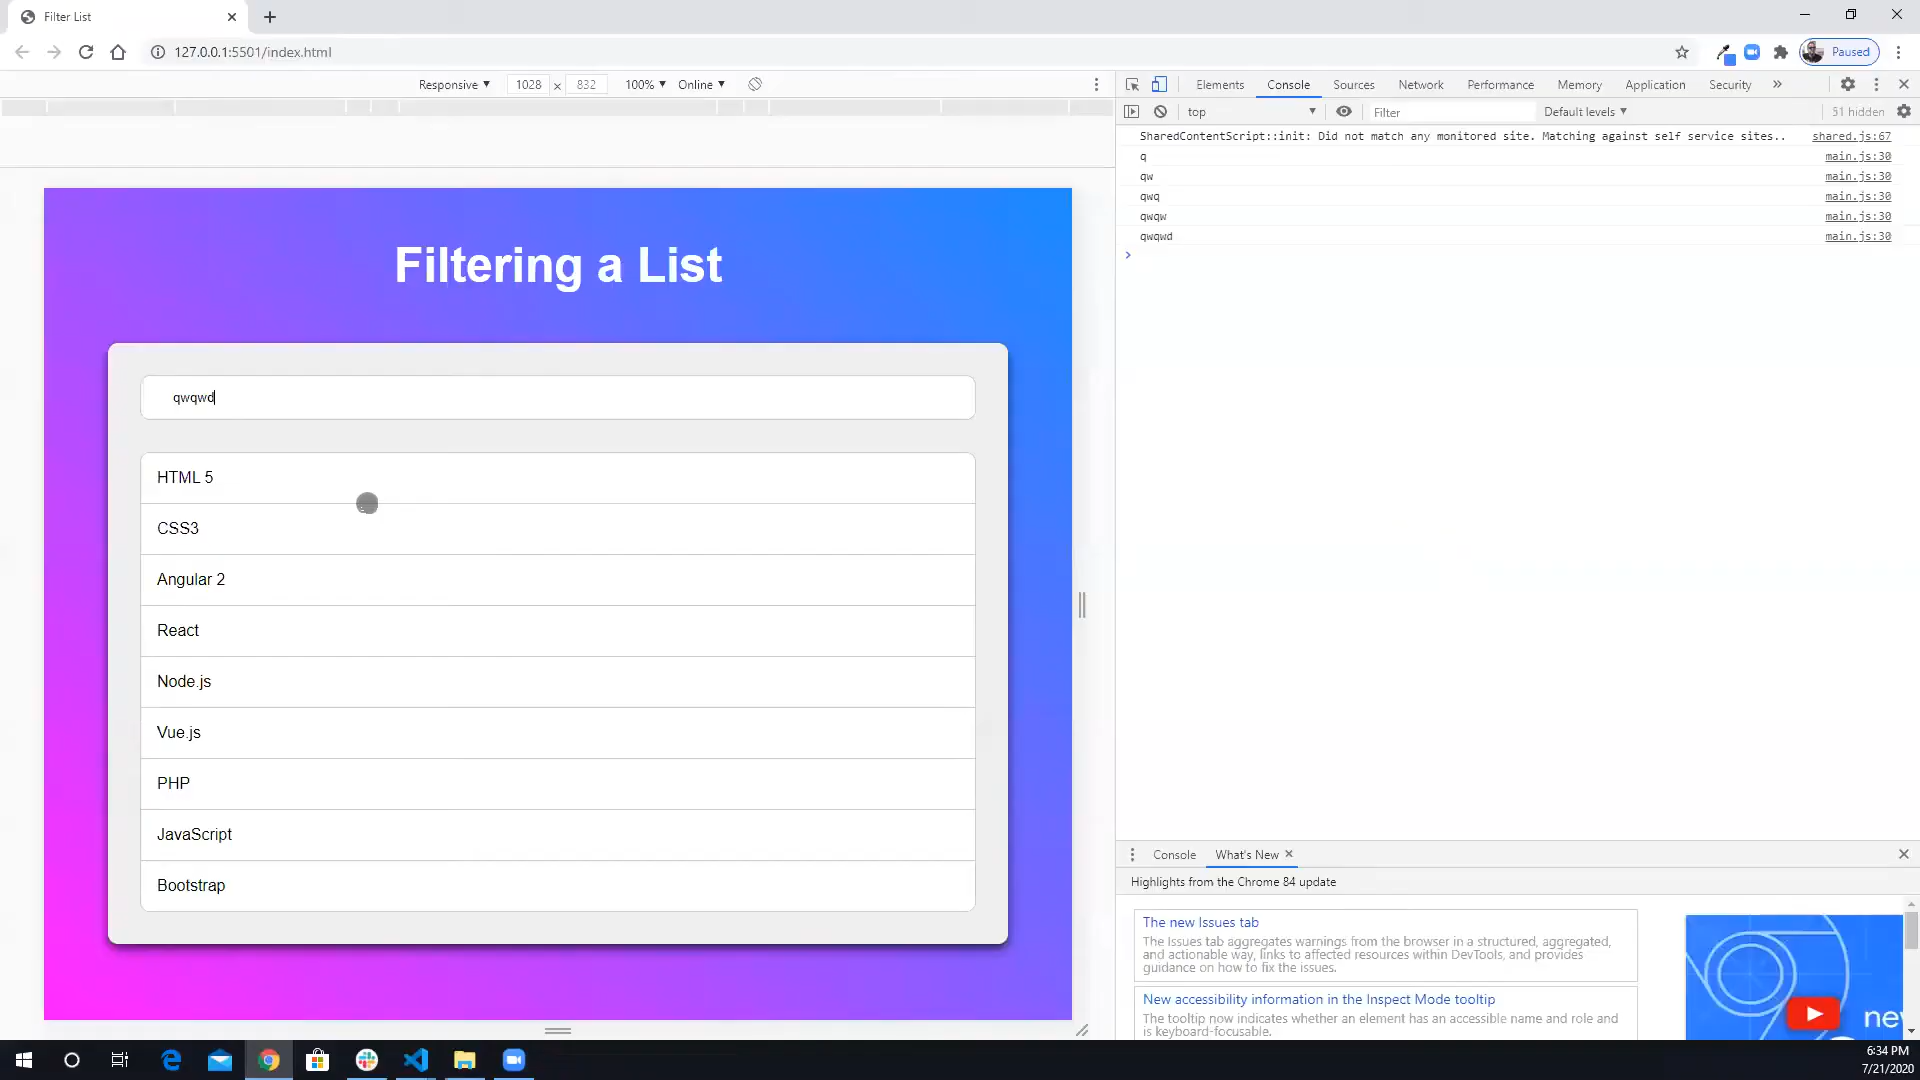 Filter List
127.0.0.1:5501/index.html
Paused
Responsive ▼ 1028 x 832 100% ▼ Online ▼
Elements Console Sources Network Performance Memory Application Security »
top ▼ Filter Default levels ▼ 51 hidden
SharedContentScript::init: Did not match any monitored site. Matching against self service sites.. shared.js:67
q main.js:30
qw main.js:30
qwq main.js:30
qwqw main.js:30
qwqwd main.js:30
Filtering a List
qwqwd
HTML 5
CSS3
Angular 2
React
Node.js
Vue.js
PHP
JavaScript
Bootstrap
Console What's New
Highlights from the Chrome 84 update
The new Issues tab
The Issues tab aggregates warnings from the browser in a structured, aggregated,
and actionable way, links to affected resources within DevTools, and provides
guidance on how to fix the issues.
New accessibility information in the Inspect Mode tooltip
The tooltip now indicates whether an element has an accessible name and role and
is keyboard-focusable.
6:34 PM
7/21/2020